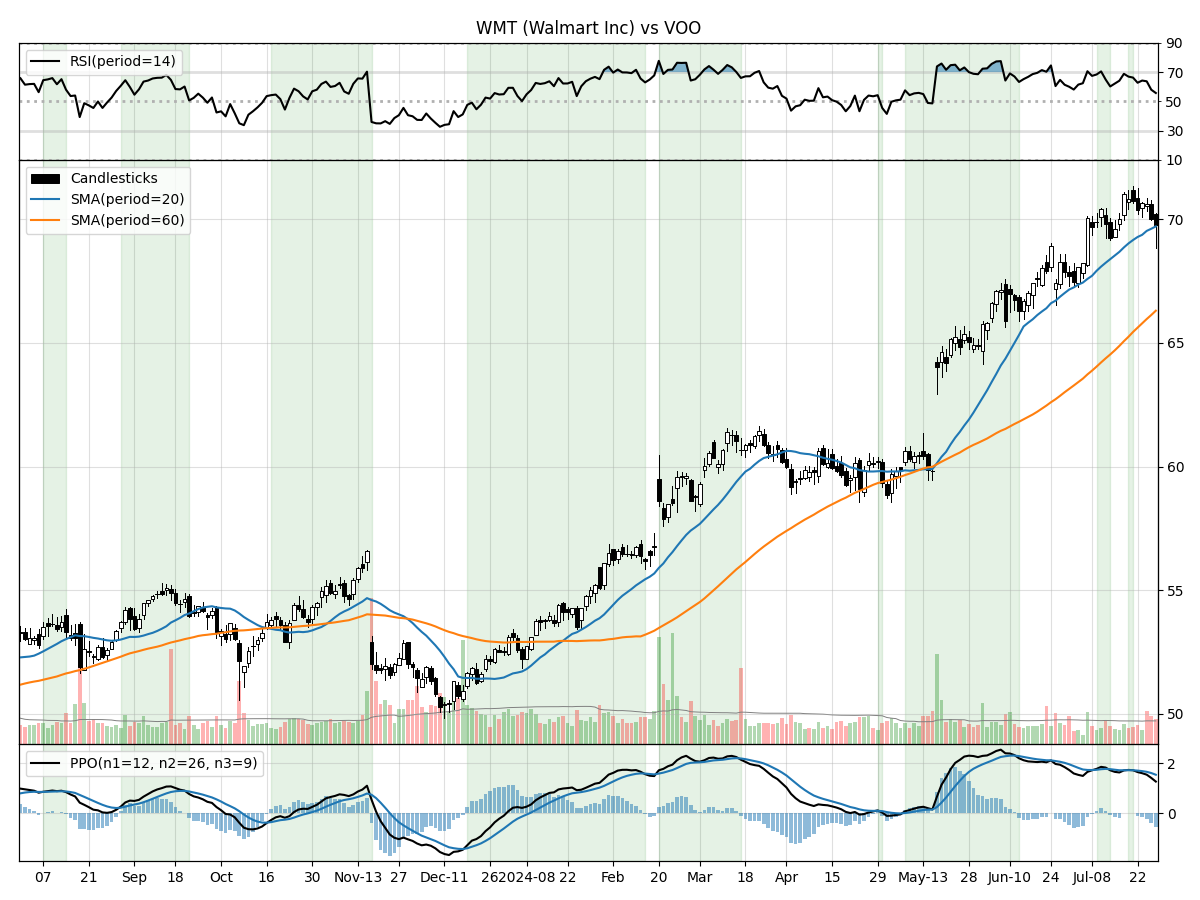 WMT (Walmart Inc) vs VOO
RSI(period=14)
90
70
50
30
10
Candlesticks
SMA(period=20)
SMA(period=60)
70
65
60
55
50
PPO(n1=12, n2=26, n3=9)
2
0
07 21 Sep 18 Oct 16 30 Nov-13 27 Dec-11 26 2024-08 22 Feb 20 Mar 18 Apr 15 29 May-13 28 Jun-10 24 Jul-08 22